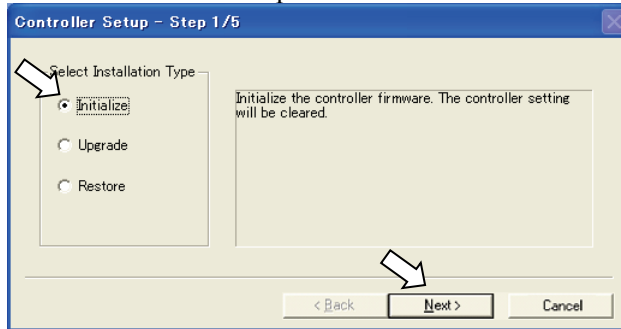 Controller Setup - Step 1/5
Select Installation Type
Initialize
Initialize the controller firmware. The controller setting
will be cleared.
Upgrade
Restore
< Back
Next >
Cancel